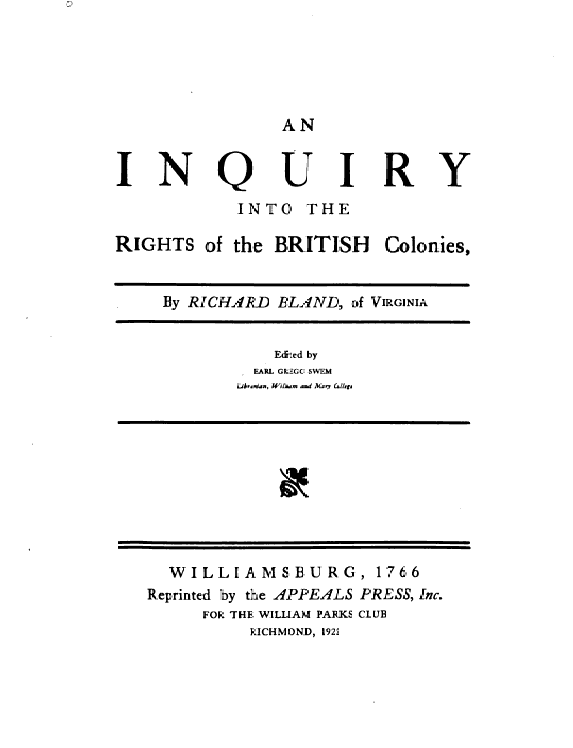 AN
INQUIRY
INTO THE
RIGHTS of the BRITISH Colonies,
By RICHARD BLAND, of VIRGINIA
Edited by
EARL GREGG SWEM
Librarian, William and Mary College
WILLIAMSBURG, 1766
Reprinted by the APPEALS PRESS, Inc.
FOR THE WILLIAM PARKS CLUB
RICHMOND,